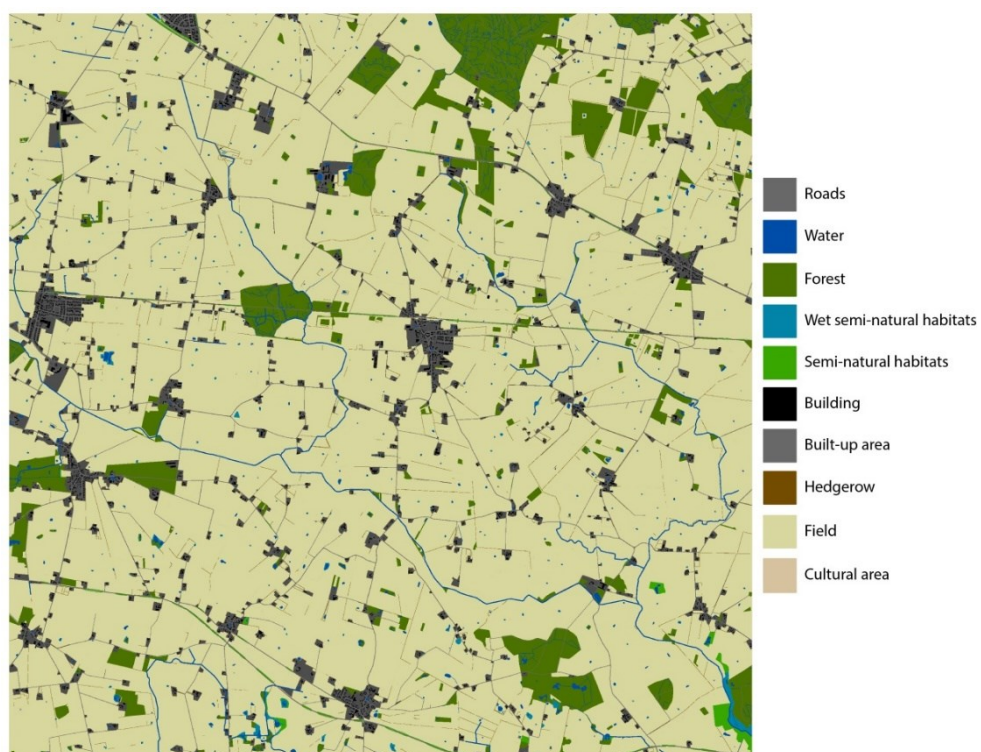 Roads
Water
Forest
Wet semi-natural habitats
Semi-natural habitats
Building
Built-up area
Hedgerow
Field
Cultural area